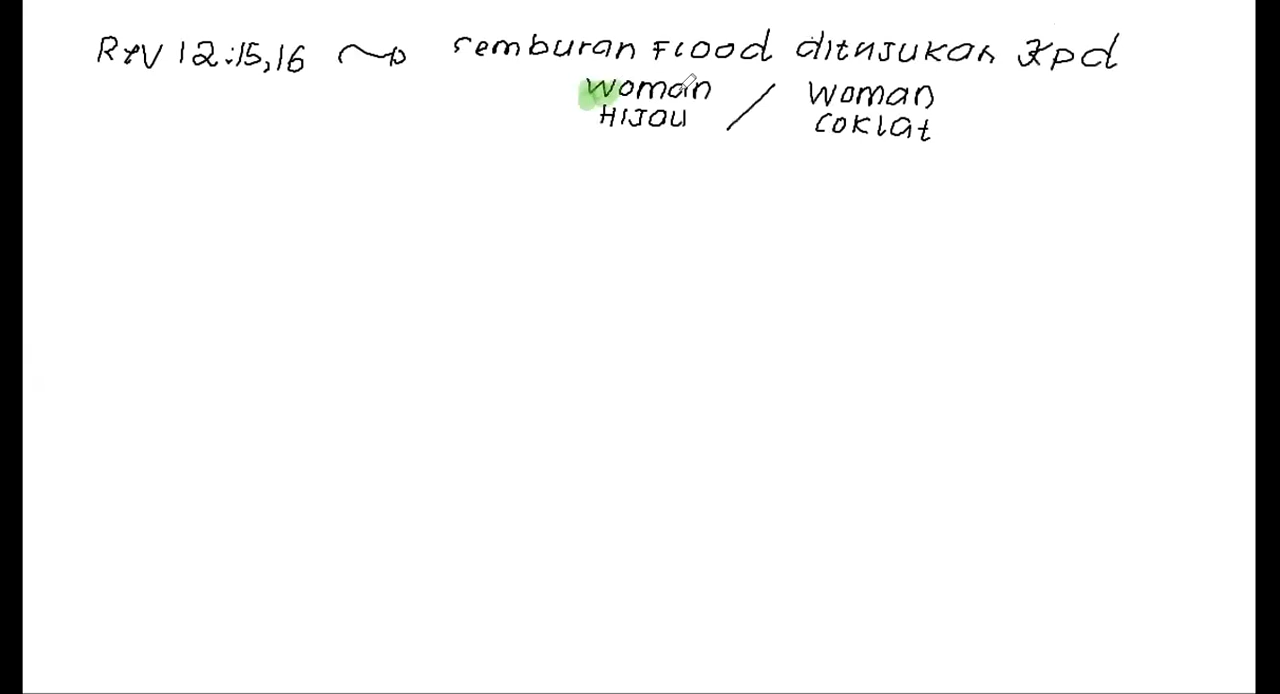 Rev 12:15,16 ~> semburan Flood ditujukan kpd
Woman / Woman
HIJAU COKLAT